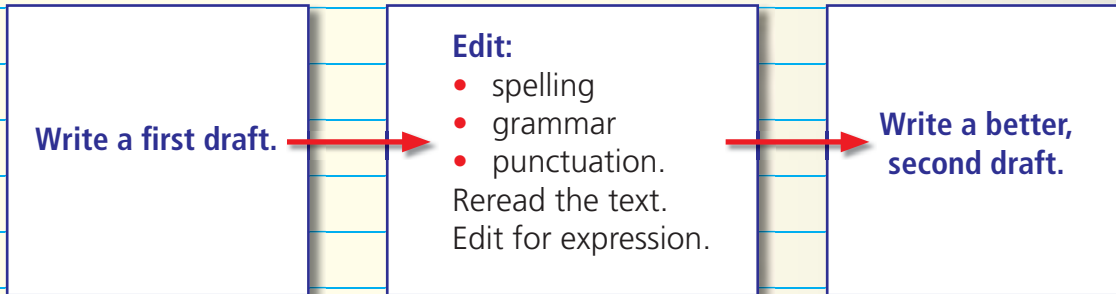 Write a first draft.
Edit:
• spelling
• grammar
• punctuation.
Reread the text.
Edit for expression.
Write a better,
second draft.